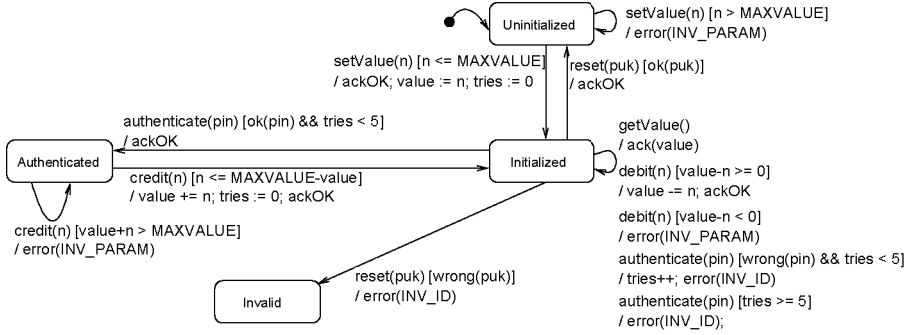 Uninitialized
setValue(n) [n > MAXVALUE]
/ error(INV_PARAM)
setValue(n) [n <= MAXVALUE]
/ ackOK; value := n; tries := 0
reset(puk) [ok(puk)]
/ ackOK
authenticate(pin) [ok(pin) && tries < 5]
/ ackOK
Authenticated
Initialized
getValue()
/ ack(value)
credit(n) [n <= MAXVALUE-value]
/ value += n; tries := 0; ackOK
debit(n) [value-n >= 0]
/ value -= n; ackOK
debit(n) [value-n < 0]
/ error(INV_PARAM)
credit(n) [value+n > MAXVALUE]
/ error(INV_PARAM)
authenticate(pin) [wrong(pin) && tries < 5]
/ tries++; error(INV_ID)
authenticate(pin) [tries >= 5]
/ error(INV_ID);
reset(puk) [wrong(puk)]
/ error(INV_ID)
Invalid